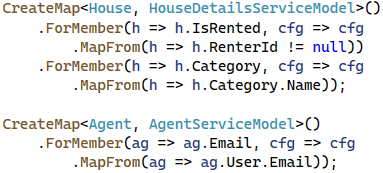 CreateMap<House, HouseDetailsServiceModel>()
    .ForMember(h => h.IsRented, cfg => cfg
        .MapFrom(h => h.RenterId != null))
    .ForMember(h => h.Category, cfg => cfg
        .MapFrom(h => h.Category.Name));

CreateMap<Agent, AgentServiceModel>()
    .ForMember(ag => ag.Email, cfg => cfg
        .MapFrom(ag => ag.User.Email));